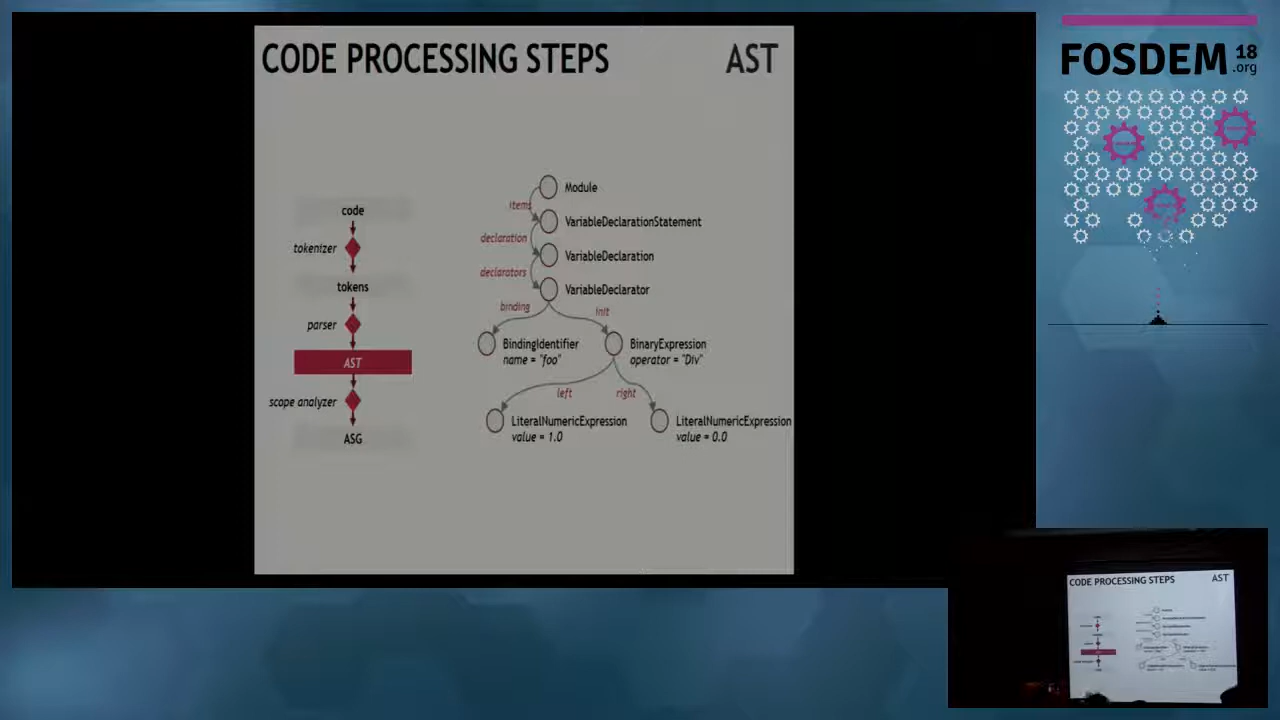 CODE PROCESSING STEPS
AST
code
tokenizer
tokens
parser
AST
scope analyzer
ASG
Module
items
VariableDeclarationStatement
declaration
VariableDeclaration
declarators
VariableDeclarator
binding
init
BindingIdentifier
name = "foo"
BinaryExpression
operator = "Div"
left
right
LiteralNumericExpression
value = 1.0
LiteralNumericExpression
value = 0.0
FOSDEM 18
.org
CODE PROCESSING STEPS
AST